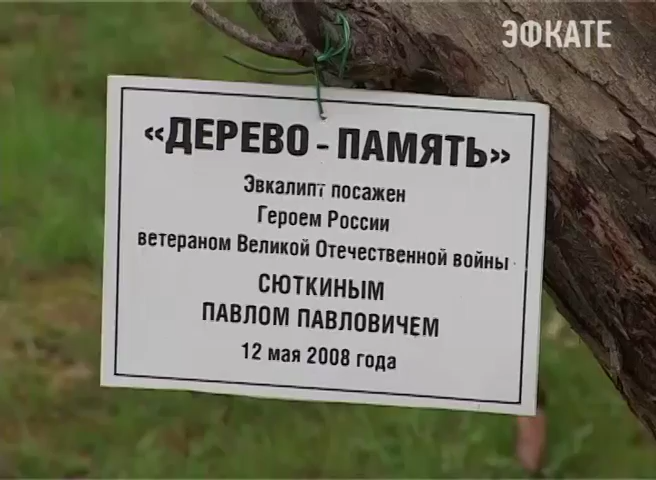 ЭФКАТЕ
«ДЕРЕВО - ПАМЯТЬ»
Эвкалипт посажен
Героем России
ветераном Великой Отечественной войны
СЮТКИНЫМ
ПАВЛОМ ПАВЛОВИЧЕМ
12 мая 2008 года